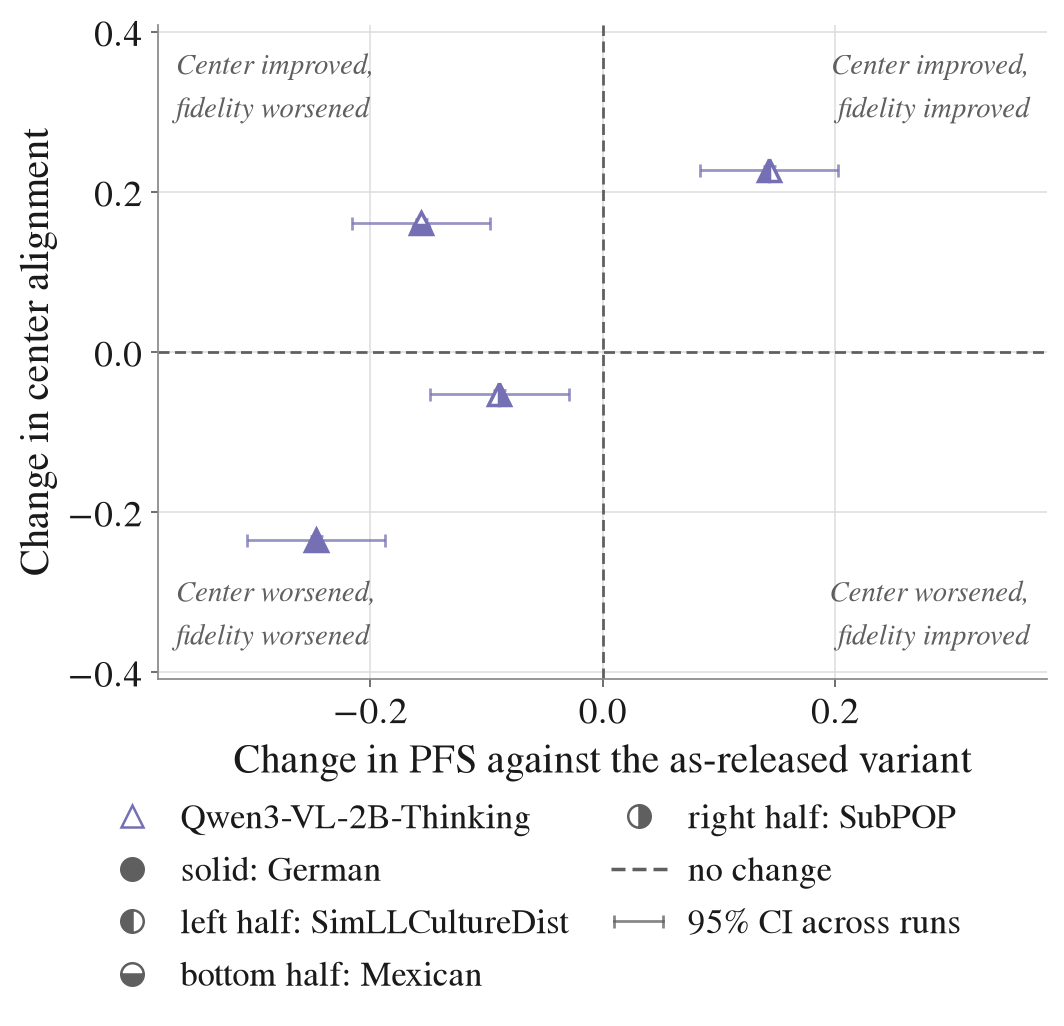 0.4
0.2
0.0
−0.2
−0.4
Change in center alignment
Center improved,
fidelity worsened
Center improved,
fidelity improved
Center worsened,
fidelity worsened
Center worsened,
fidelity improved
−0.2
0.0
0.2
Change in PFS against the as-released variant
Qwen3-VL-2B-Thinking
solid: German
left half: SimLLCultureDist
bottom half: Mexican
right half: SubPOP
no change
95% CI across runs